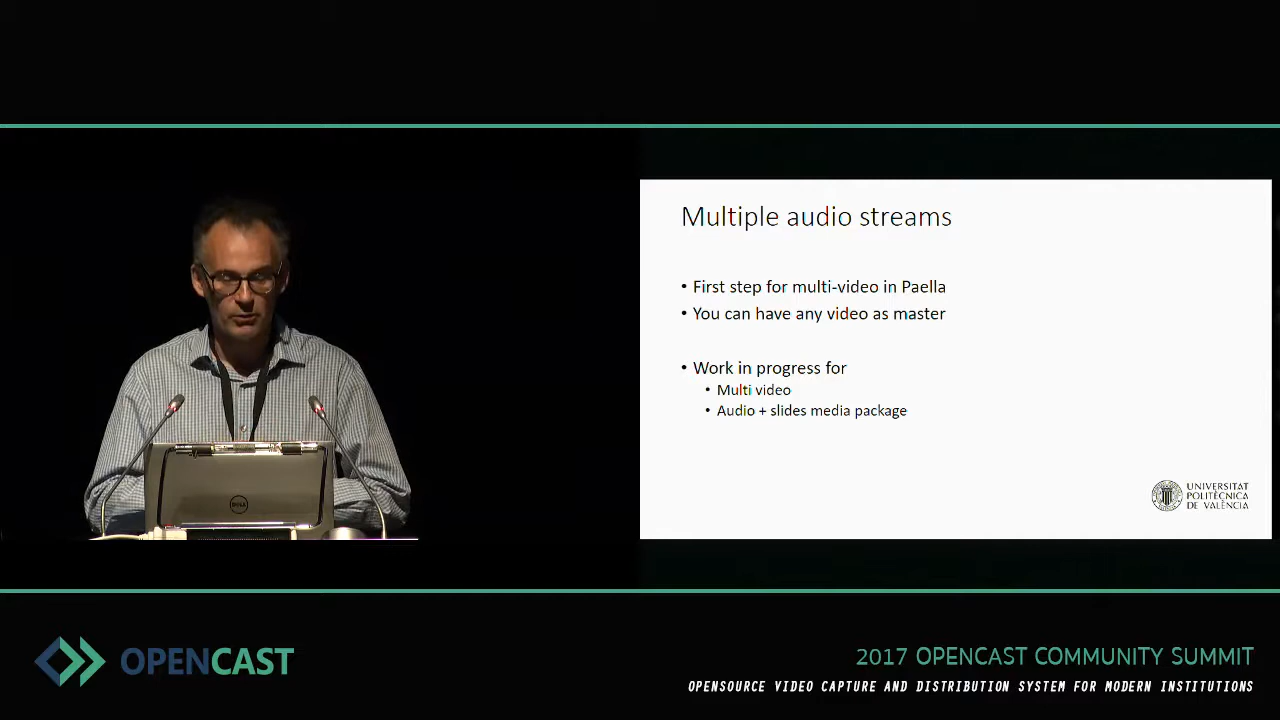 Multiple audio streams
• First step for multi-video in Paella
• You can have any video as master
• Work in progress for
• Multi video
• Audio + slides media package
UNIVERSITAT
POLITÈCNICA
DE VALÈNCIA
DELL
OPENCAST
2017 OPENCAST COMMUNITY SUMMIT
OPENSOURCE VIDEO CAPTURE AND DISTRIBUTION SYSTEM FOR MODERN INSTITUTIONS